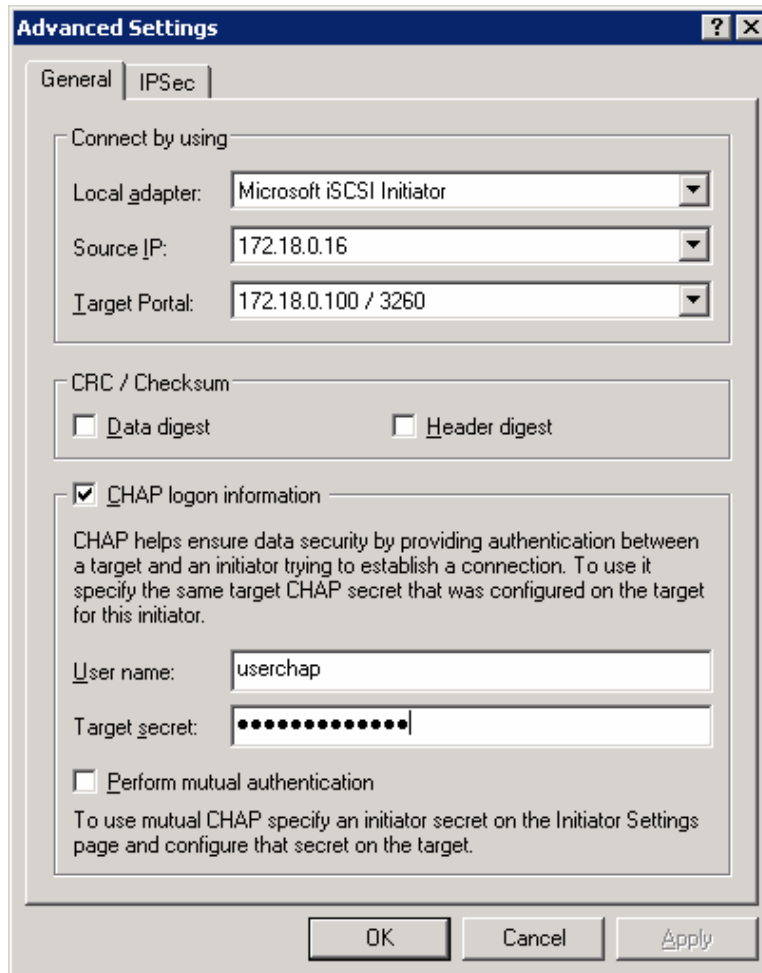 Advanced Settings
General IPSec
Connect by using
Local adapter: Microsoft iSCSI Initiator
Source IP: 172.18.0.16
Target Portal: 172.18.0.100 / 3260
CRC / Checksum
Data digest Header digest
CHAP logon information
CHAP helps ensure data security by providing authentication between
a target and an initiator trying to establish a connection. To use it
specify the same target CHAP secret that was configured on the target
for this initiator.
User name: userchap
Target secret: ●●●●●●●●●●●●●
Perform mutual authentication
To use mutual CHAP specify an initiator secret on the Initiator Settings
page and configure that secret on the target.
OK Cancel Apply